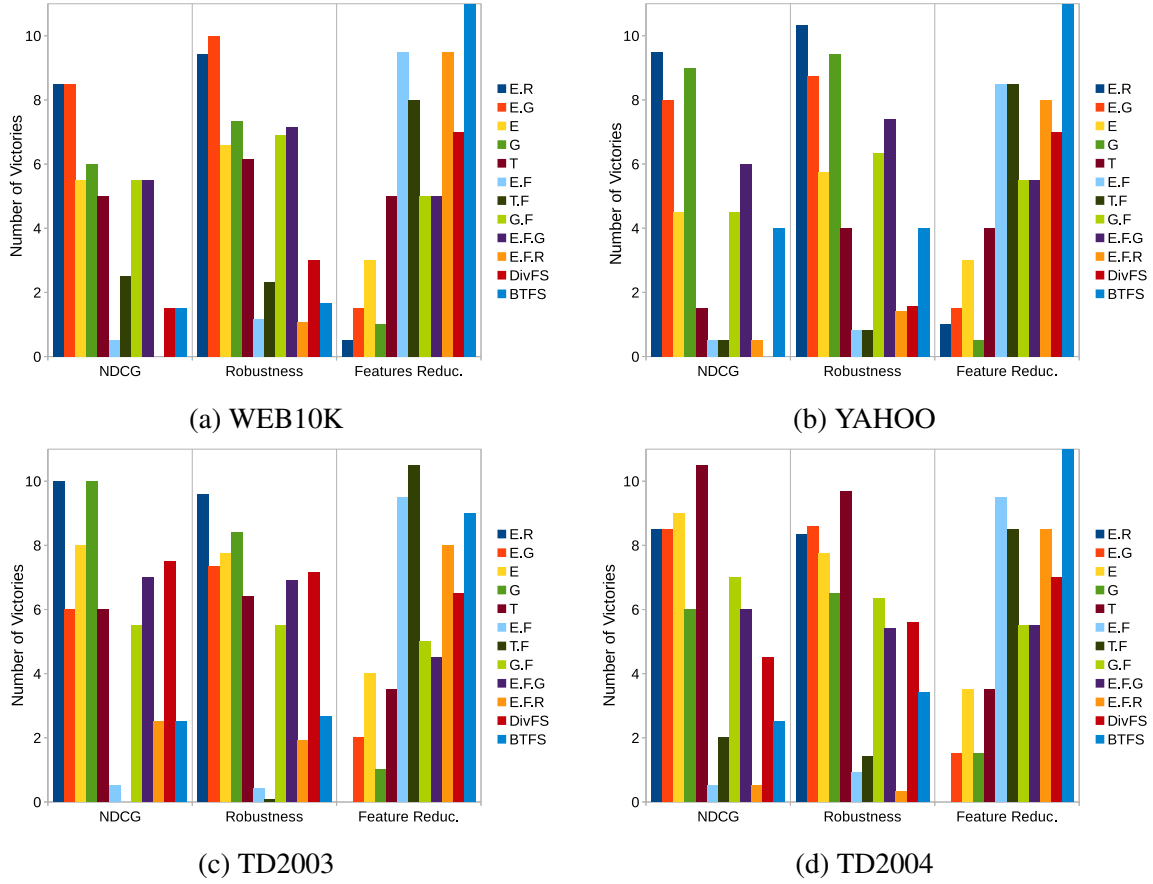 Number of Victories
10
8
6
4
2
0
NDCG Robustness Features Reduc.
E.R
E.G
E
G
T
E.F
T.F
G.F
E.F.G
E.F.R
DivFS
BTFS
(a) WEB10K
Number of Victories
10
8
6
4
2
0
NDCG Robustness Feature Reduc.
E.R
E.G
E
G
T
E.F
T.F
G.F
E.F.G
E.F.R
DivFS
BTFS
(b) YAHOO
Number of Victories
10
8
6
4
2
0
NDCG Robustness Feature Reduc.
E.R
E.G
E
G
T
E.F
T.F
G.F
E.F.G
E.F.R
DivFS
BTFS
(c) TD2003
Number of Victories
10
8
6
4
2
0
NDCG Robustness Feature Reduc.
E.R
E.G
E
G
T
E.F
T.F
G.F
E.F.G
E.F.R
DivFS
BTFS
(d) TD2004